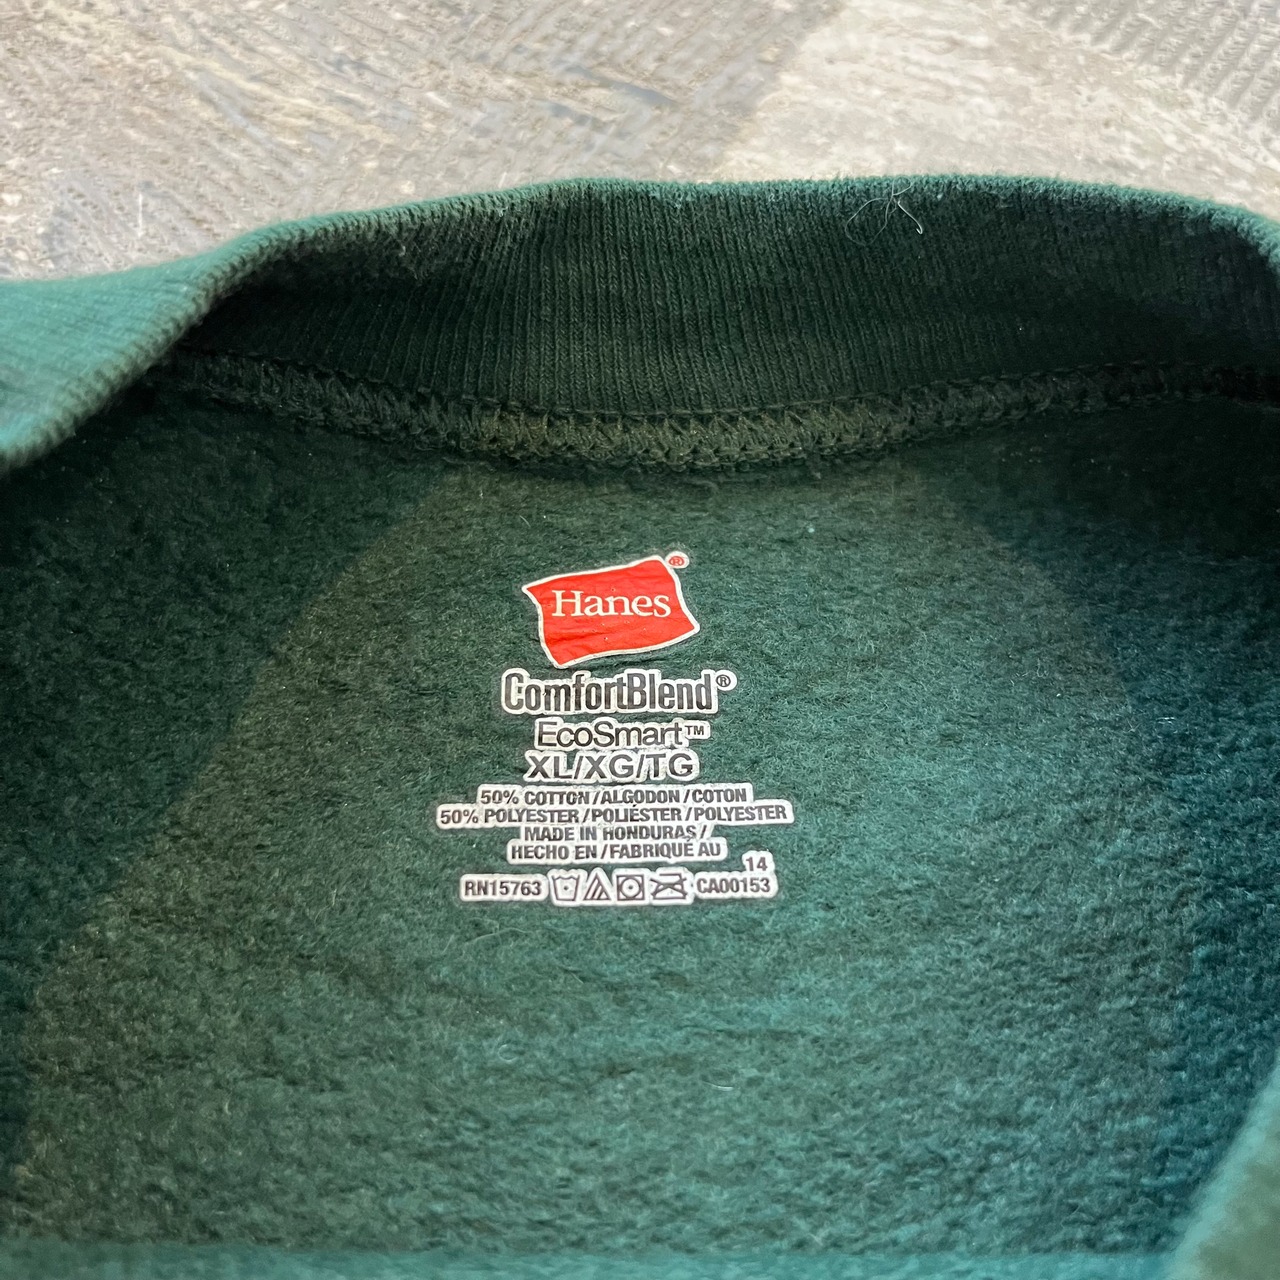 Hanes®
ComfortBlend®
EcoSmart™
XL/XG/TG
50% COTTON/ALGODON/COTON
50% POLYESTER/POLIÉSTER/POLYESTER
MADE IN HONDURAS/
HECHO EN/FABRIQUÉ AU
14
RN15763 CA00153